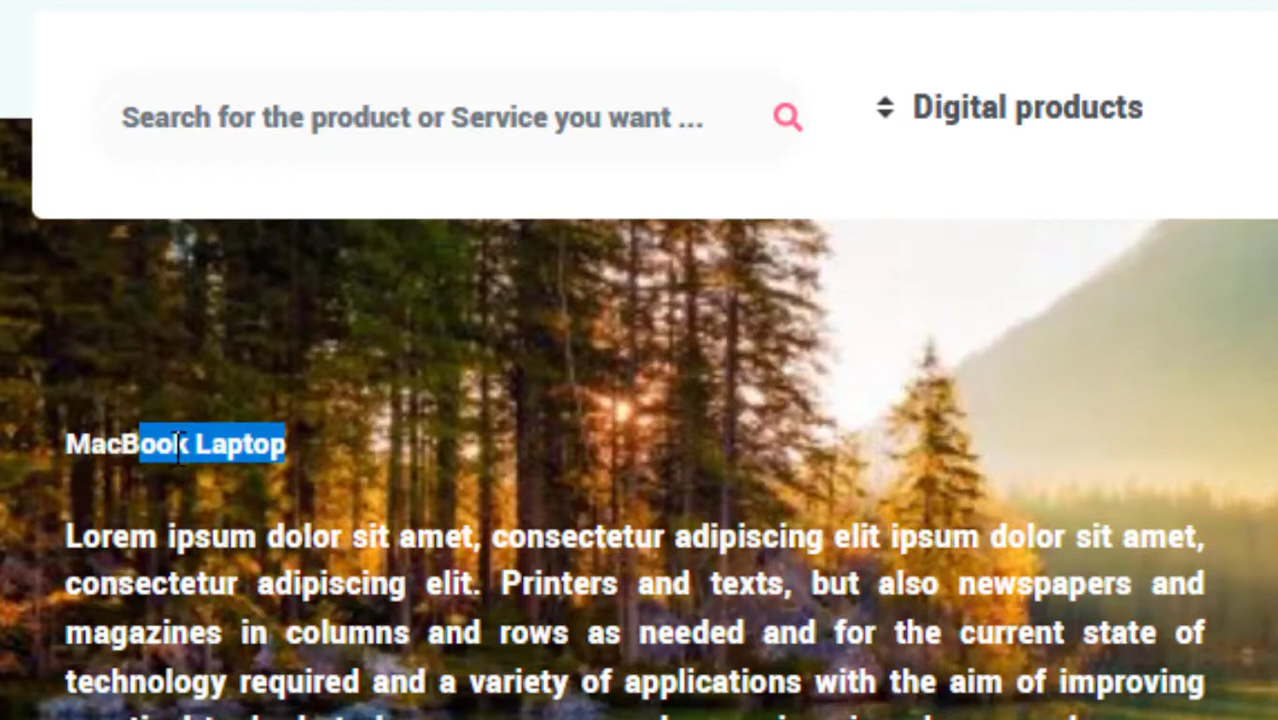 Search for the product or Service you want ...
Digital products
MacBook Laptop
Lorem ipsum dolor sit amet, consectetur adipiscing elit ipsum dolor sit amet,
consectetur adipiscing elit. Printers and texts, but also newspapers and
magazines in columns and rows as needed and for the current state of
technology required and a variety of applications with the aim of improving